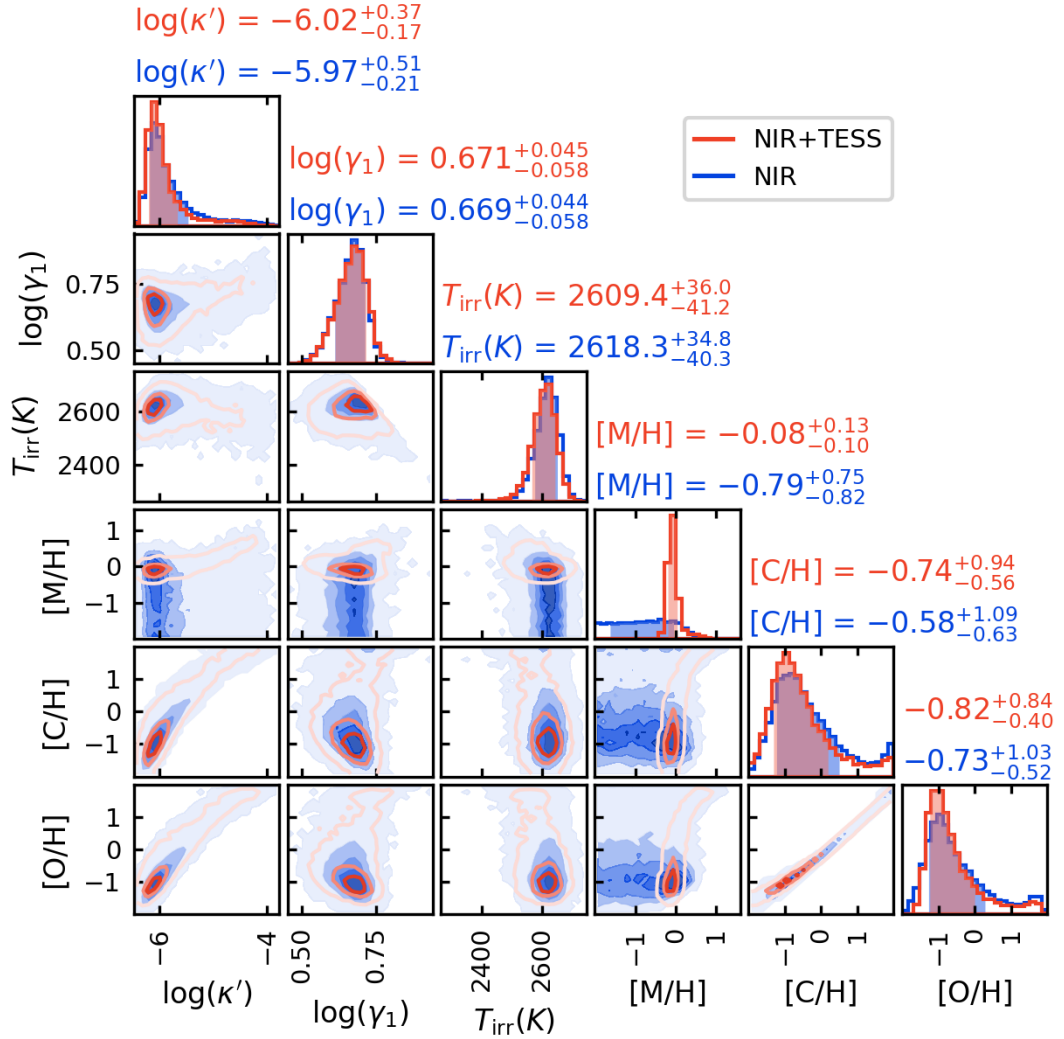 log(κ′) = −6.02 +0.37 −0.17
log(κ′) = −5.97 +0.51 −0.21
NIR+TESS
NIR
log(γ1) = 0.671 +0.045 −0.058
log(γ1) = 0.669 +0.044 −0.058
log(γ1)
0.75
0.50
Tirr(K) = 2609.4 +36.0 −41.2
Tirr(K) = 2618.3 +34.8 −40.3
Tirr(K)
2600
2400
[M/H] = −0.08 +0.13 −0.10
[M/H] = −0.79 +0.75 −0.82
[M/H]
1
0
−1
[C/H] = −0.74 +0.94 −0.56
[C/H] = −0.58 +1.09 −0.63
[C/H]
1
0
−1
−0.82 +0.84 −0.40
−0.73 +1.03 −0.52
[O/H]
1
0
−1
−6 −4 0.50 0.75 2400 2600 −1 0 1 −1 0 1 −1 0 1
log(κ′) log(γ1) Tirr(K) [M/H] [C/H] [O/H]